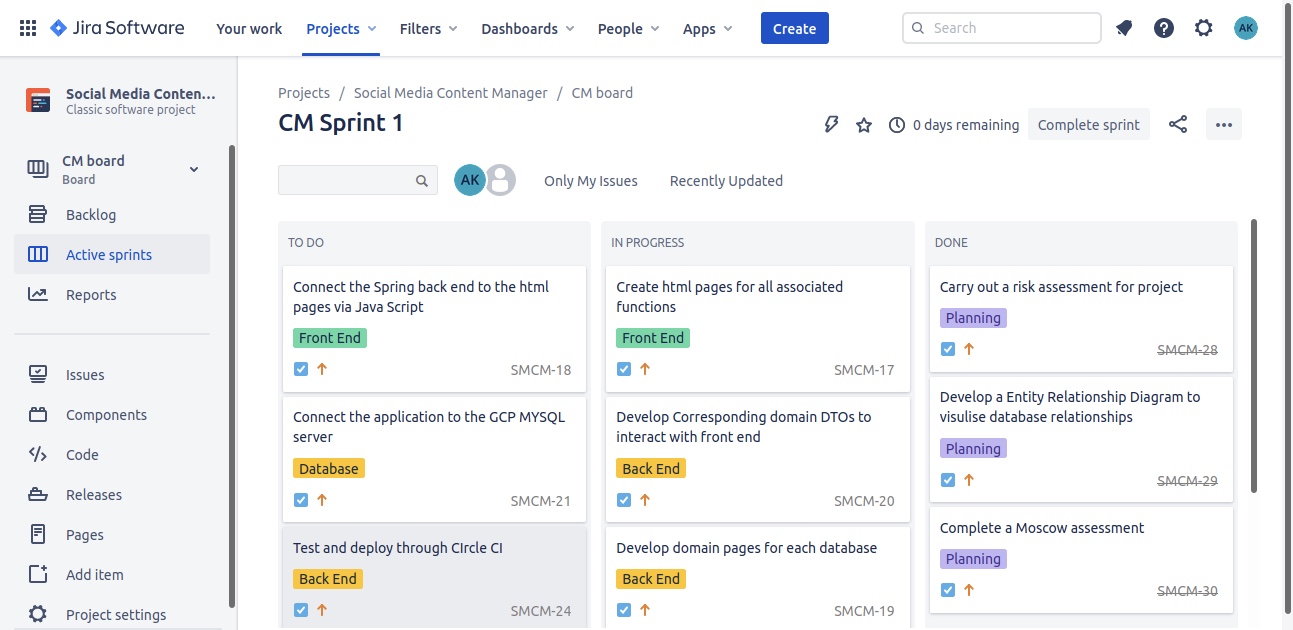 Jira Software Your work Projects Filters Dashboards People Apps Create Search AK
Social Media Conten...
Classic software project
CM board
Board
Backlog
Active sprints
Reports
Issues
Components
Code
Releases
Pages
Add item
Project settings
Projects / Social Media Content Manager / CM board
CM Sprint 1
0 days remaining Complete sprint
AK Only My Issues Recently Updated
TO DO
Connect the Spring back end to the html
pages via Java Script
Front End
SMCM-18
Connect the application to the GCP MYSQL
server
Database
SMCM-21
Test and deploy through CIrcle CI
Back End
SMCM-24
IN PROGRESS
Create html pages for all associated
functions
Front End
SMCM-17
Develop Corresponding domain DTOs to
interact with front end
Back End
SMCM-20
Develop domain pages for each database
Back End
SMCM-19
DONE
Carry out a risk assessment for project
Planning
SMCM-28
Develop a Entity Relationship Diagram to
visulise database relationships
Planning
SMCM-29
Complete a Moscow assessment
Planning
SMCM-30